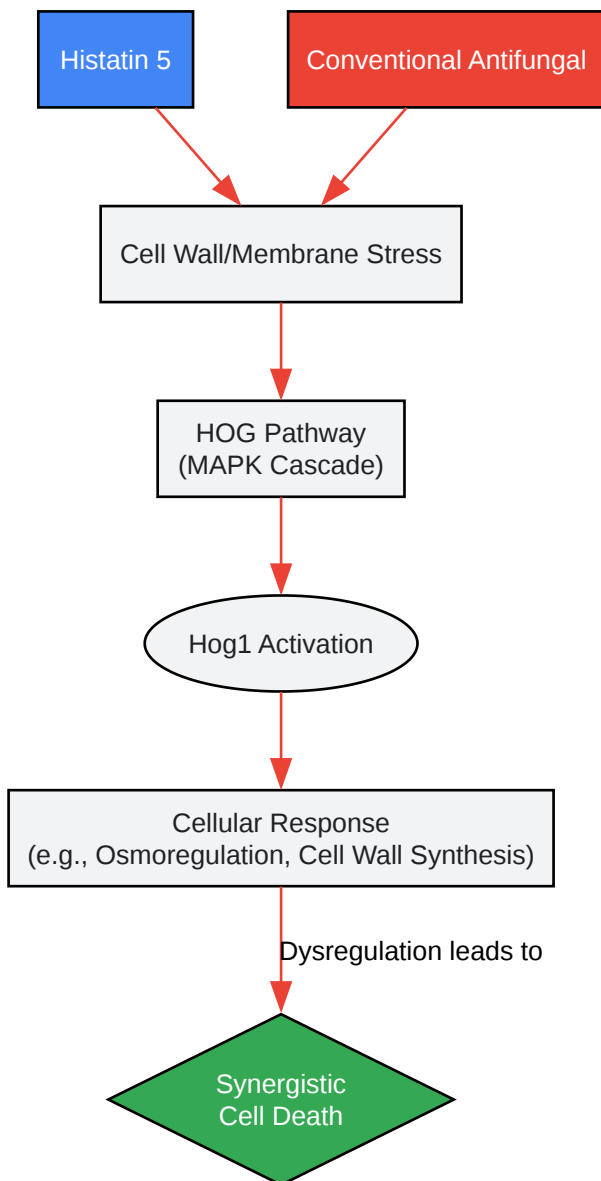 Histatin 5
Conventional Antifungal
Cell Wall/Membrane Stress
HOG Pathway
(MAPK Cascade)
Hog1 Activation
Cellular Response
(e.g., Osmoregulation, Cell Wall Synthesis)
Dysregulation leads to
Synergistic
Cell Death